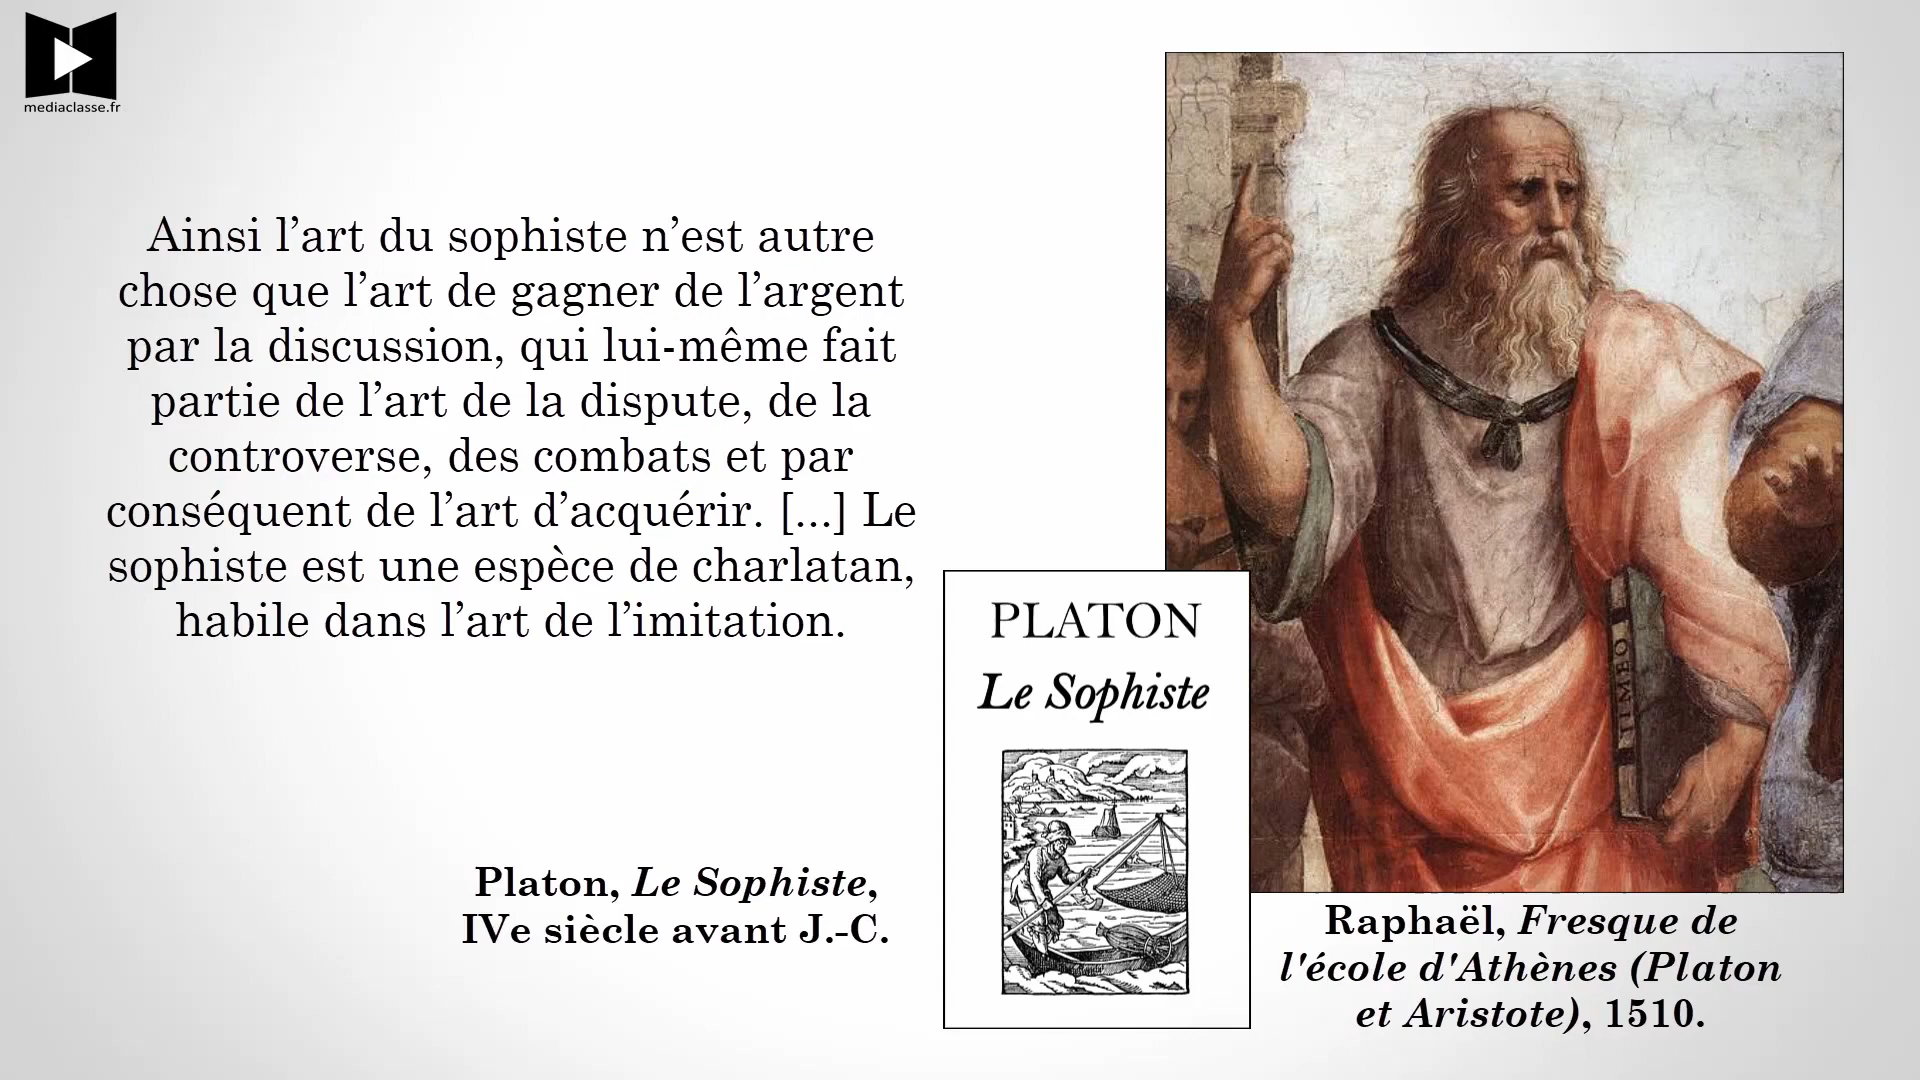 mediaclasse.fr
Ainsi l’art du sophiste n’est autre
chose que l’art de gagner de l’argent
par la discussion, qui lui-même fait
partie de l’art de la dispute, de la
controverse, des combats et par
conséquent de l’art d’acquérir. [...] Le
sophiste est une espèce de charlatan,
habile dans l’art de l’imitation.
Platon, Le Sophiste,
IVe siècle avant J.-C.
PLATON
Le Sophiste
TIMEO
Raphaël, Fresque de
l'école d'Athènes (Platon
et Aristote), 1510.